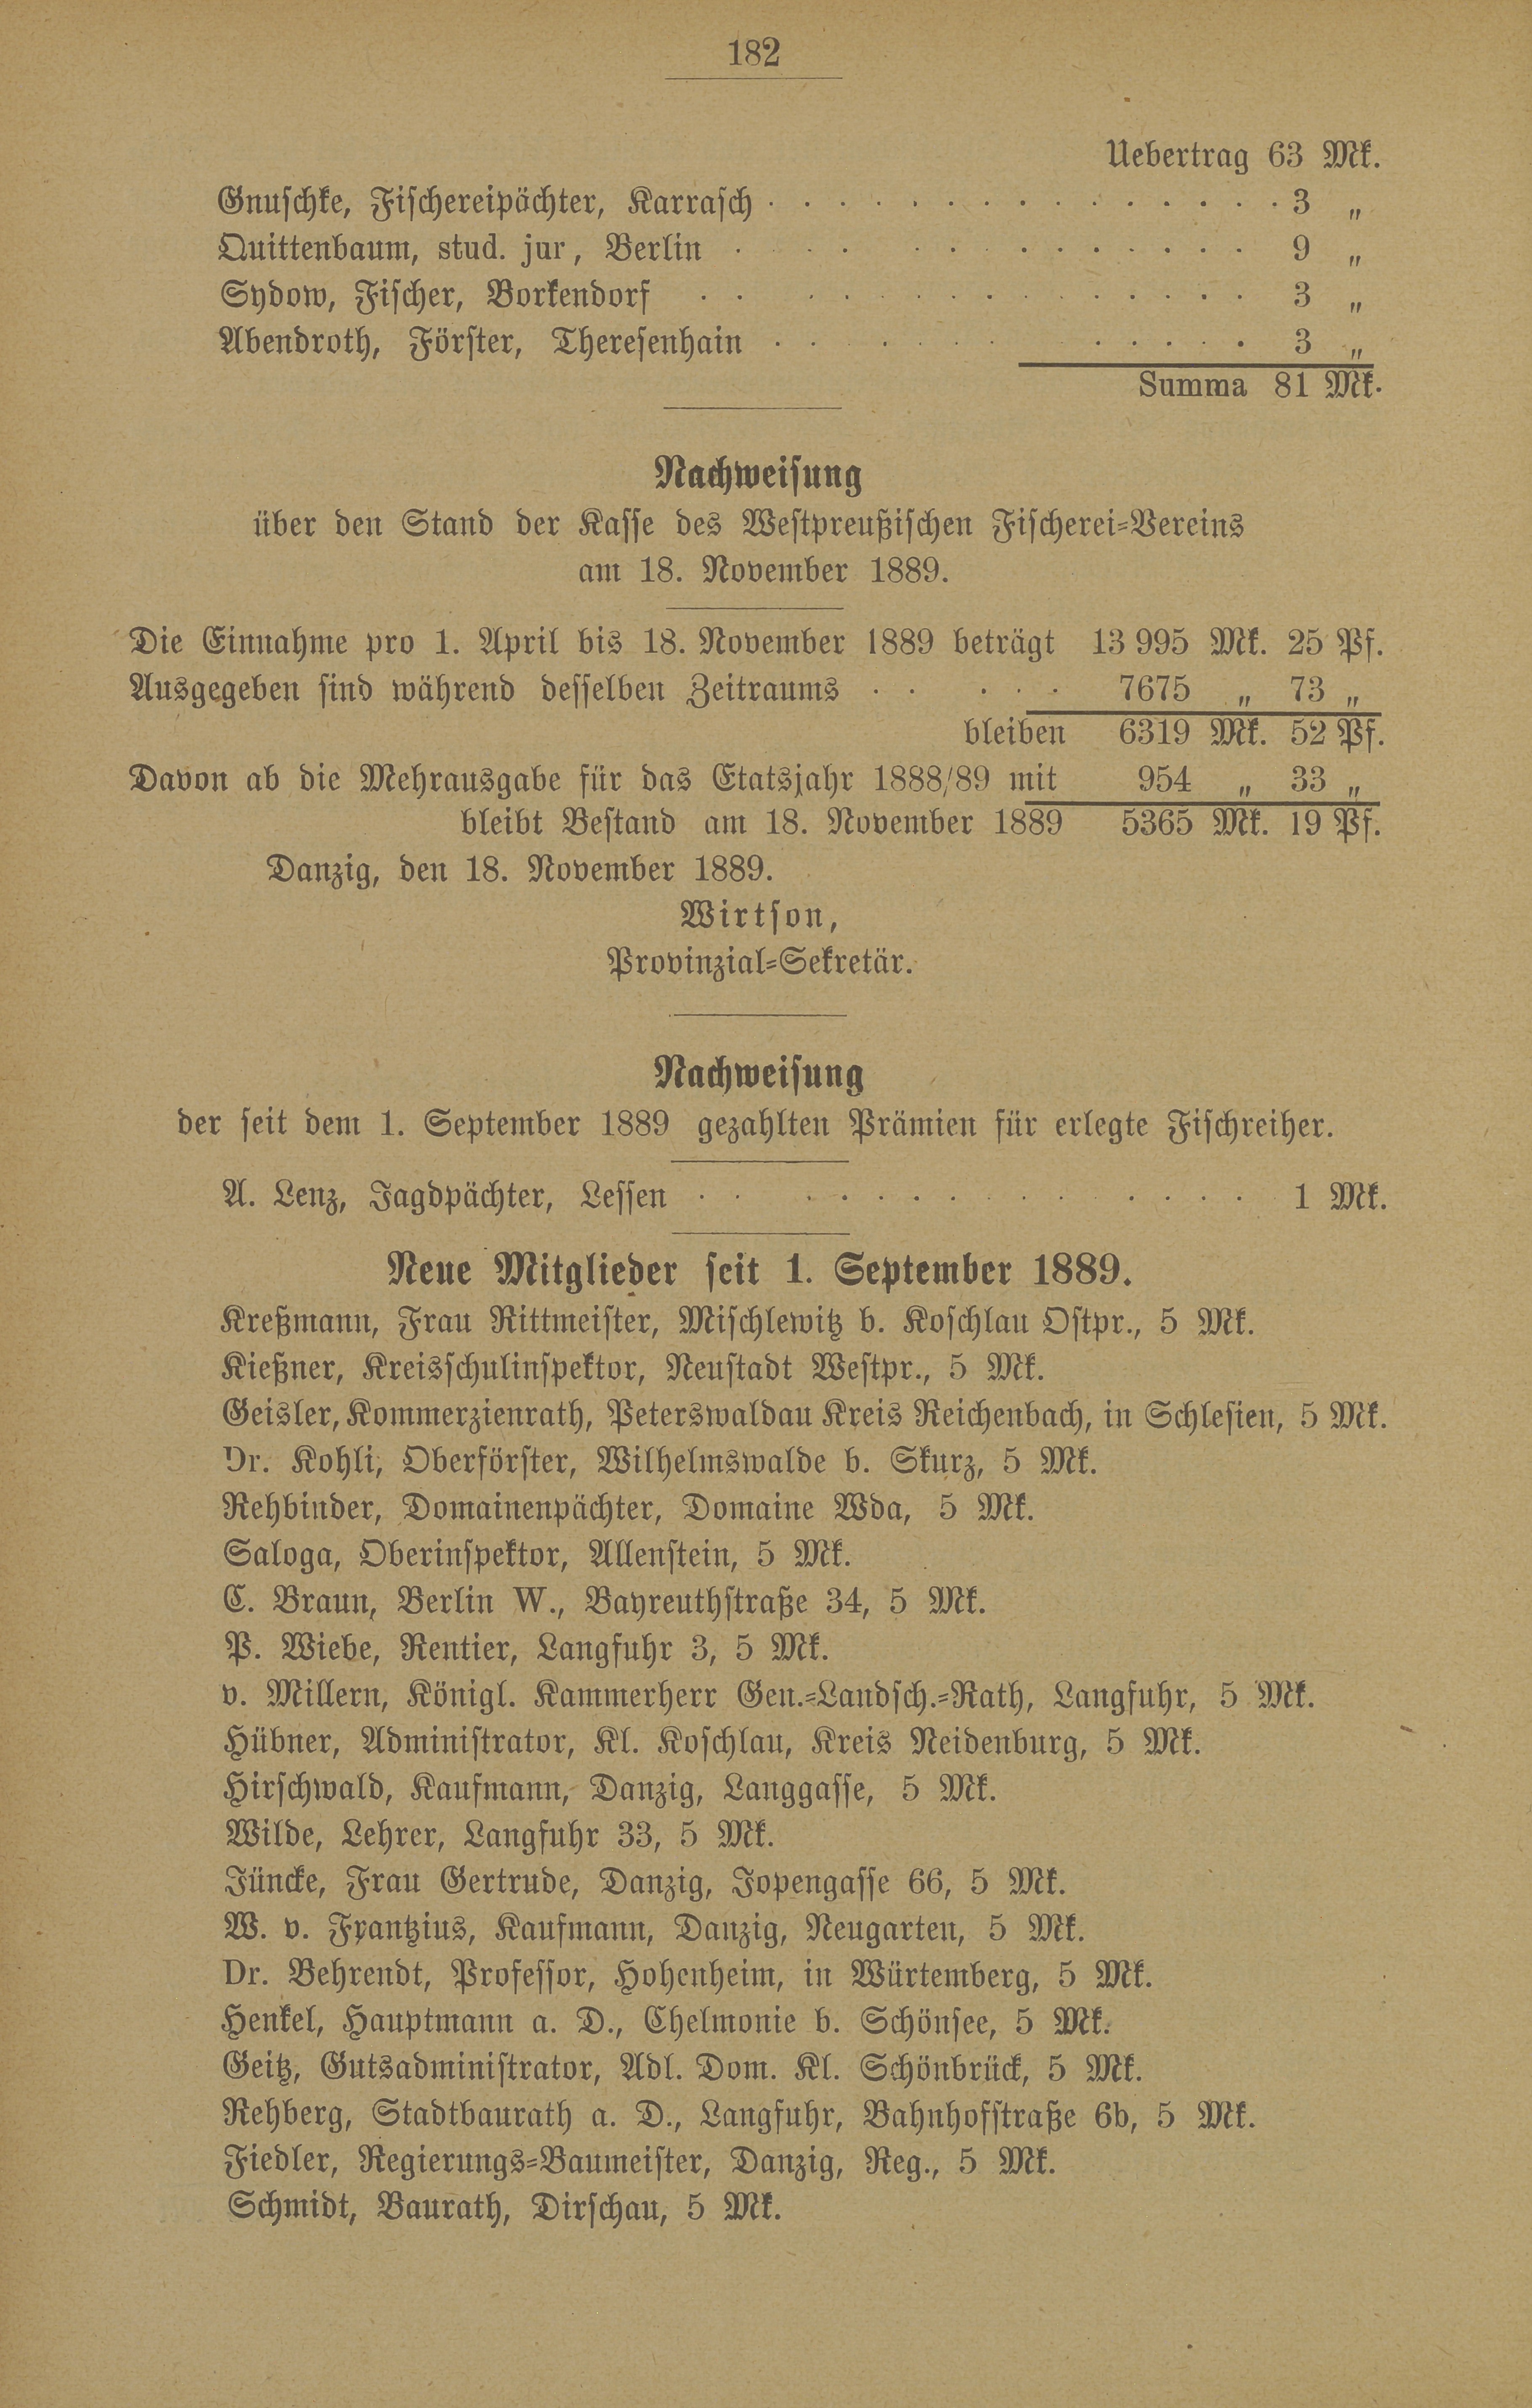 182
Uebertrag 63 Mk.
Gnuschke, Fischereipächter, Karrasch . . . . . . . . . . . . . . . 3 „
Quittenbaum, stud. jur, Berlin . . . . . . . . . . . . . 9 „
Sydow, Fischer, Borkendorf . . . . . . . . . . . . . . 3 „
Abendroth, Förster, Theresenhain . . . . . . . . . . . . 3 „
Summa 81 Mk.
Nachweisung
über den Stand der Kasse des Westpreußischen Fischerei-Vereins
am 18. November 1889.
Die Einnahme pro 1. April bis 18. November 1889 beträgt 13 995 Mk. 25 Pf.
Ausgegeben sind während desselben Zeitraums . . . . . 7675 „ 73 „
bleiben 6319 Mk. 52 Pf.
Davon ab die Mehrausgabe für das Etatsjahr 1888/89 mit 954 „ 33 „
bleibt Bestand am 18. November 1889 5365 Mk. 19 Pf.
Danzig, den 18. November 1889.
Wirtson,
Provinzial-Sekretär.
Nachweisung
der seit dem 1. September 1889 gezahlten Prämien für erlegte Fischreiher.
A. Lenz, Jagdpächter, Lessen . . . . . . . . . . . . . 1 Mk.
Neue Mitglieder seit 1. September 1889.
Kreßmann, Frau Rittmeister, Mischlewitz b. Koschlau Ostpr., 5 Mk.
Kießner, Kreisschulinspektor, Neustadt Westpr., 5 Mk.
Geisler, Kommerzienrath, Peterswaldau Kreis Reichenbach, in Schlesien, 5 Mk.
Dr. Kohli, Oberförster, Wilhelmswalde b. Skurz, 5 Mk.
Rehbinder, Domainenpächter, Domaine Wda, 5 Mk.
Saloga, Oberinspektor, Allenstein, 5 Mk.
C. Braun, Berlin W., Bayreuthstraße 34, 5 Mk.
P. Wiebe, Rentier, Langfuhr 3, 5 Mk.
v. Millern, Königl. Kammerherr Gen.-Landsch.-Rath, Langfuhr, 5 Mk.
Hübner, Administrator, Kl. Koschlau, Kreis Neidenburg, 5 Mk.
Hirschwald, Kaufmann, Danzig, Langgasse, 5 Mk.
Wilde, Lehrer, Langfuhr 33, 5 Mk.
Jüncke, Frau Gertrude, Danzig, Jopengasse 66, 5 Mk.
W. v. Frantzius, Kaufmann, Danzig, Neugarten, 5 Mk.
Dr. Behrendt, Professor, Hohenheim, in Würtemberg, 5 Mk.
Henkel, Hauptmann a. D., Chelmonie b. Schönsee, 5 Mk.
Geitz, Gutsadministrator, Adl. Dom. Kl. Schönbrück, 5 Mk.
Rehberg, Stadtbaurath a. D., Langfuhr, Bahnhofstraße 6b, 5 Mk.
Fiedler, Regierungs-Baumeister, Danzig, Reg., 5 Mk.
Schmidt, Baurath, Dirschau, 5 Mk.